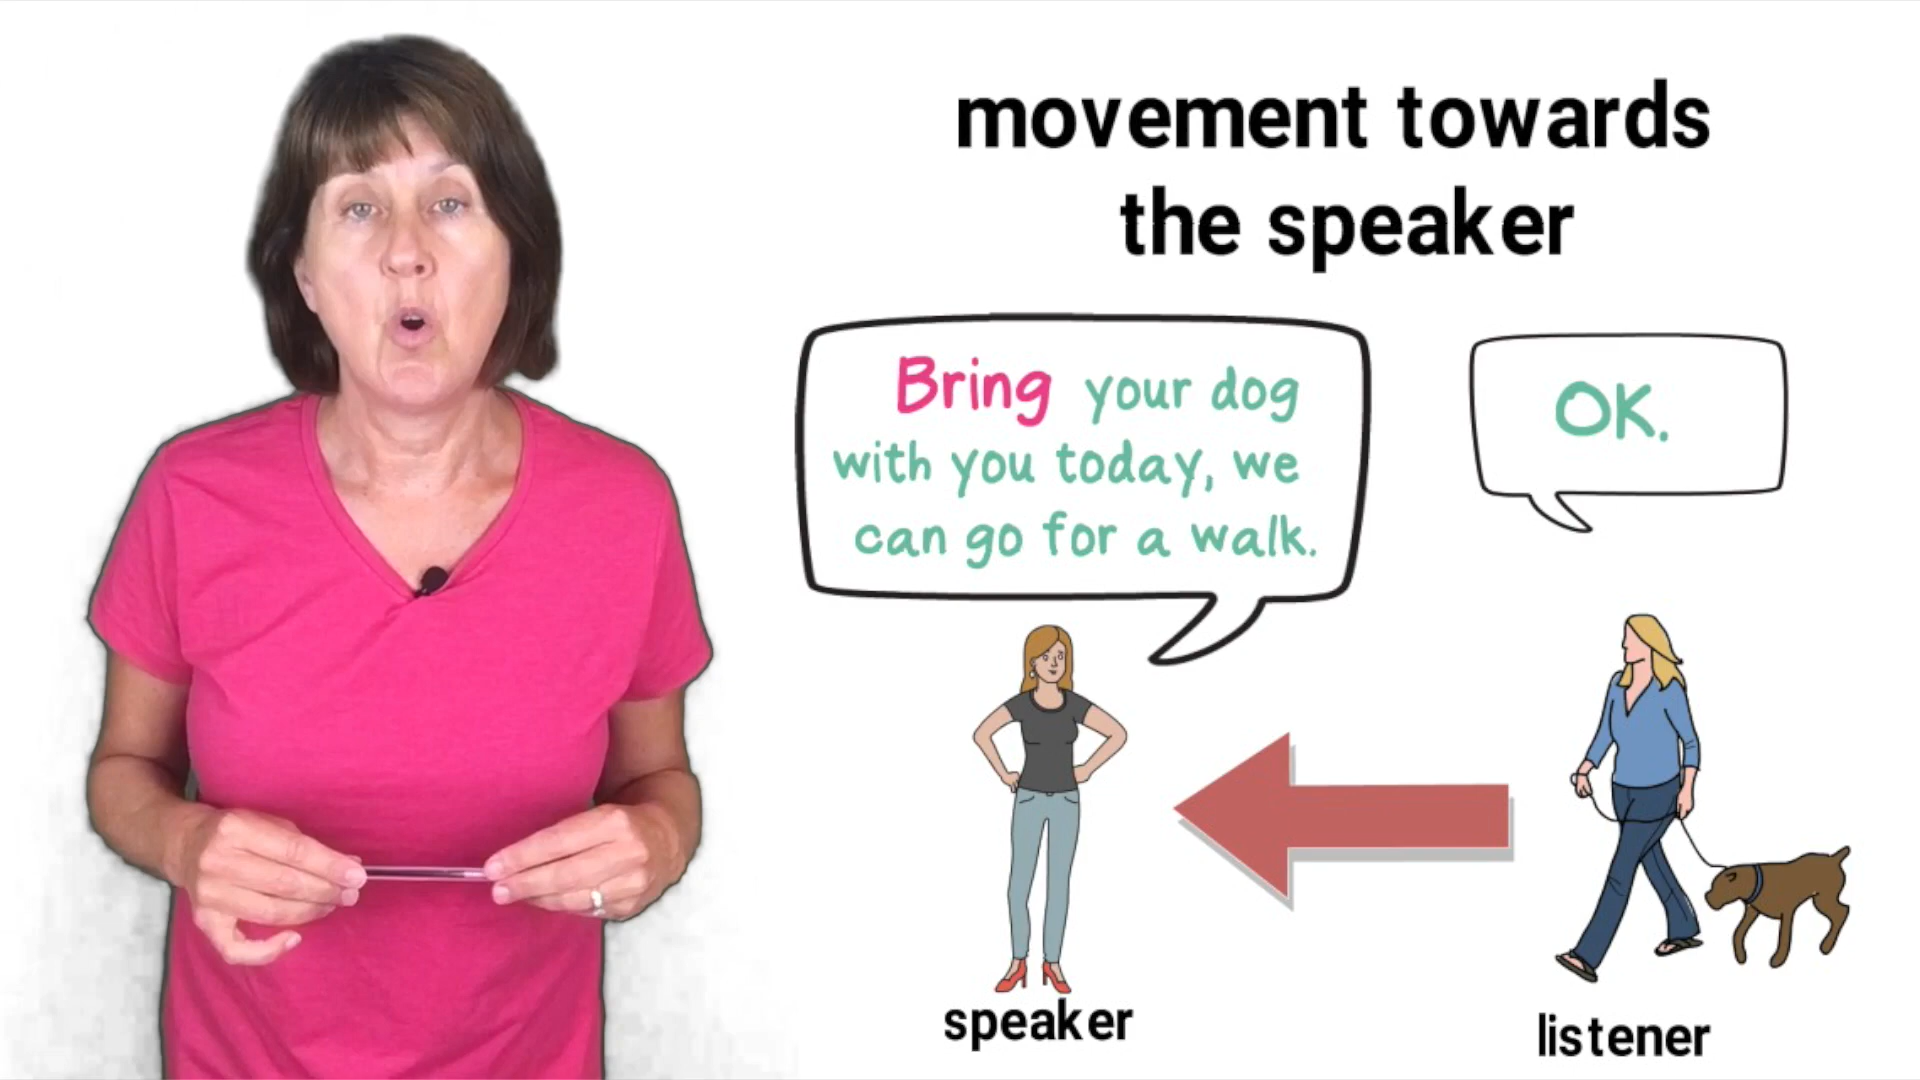 movement towards
the speaker
Bring your dog
with you today, we
can go for a walk.
OK.
speaker
listener